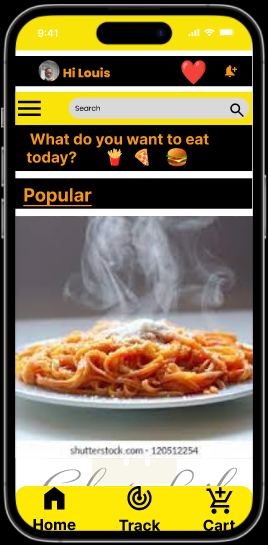 9:41
Hi Louis
Search
What do you want to eat
today?
Popular
shutterstock.com • 120512254
Home
Track
Cart